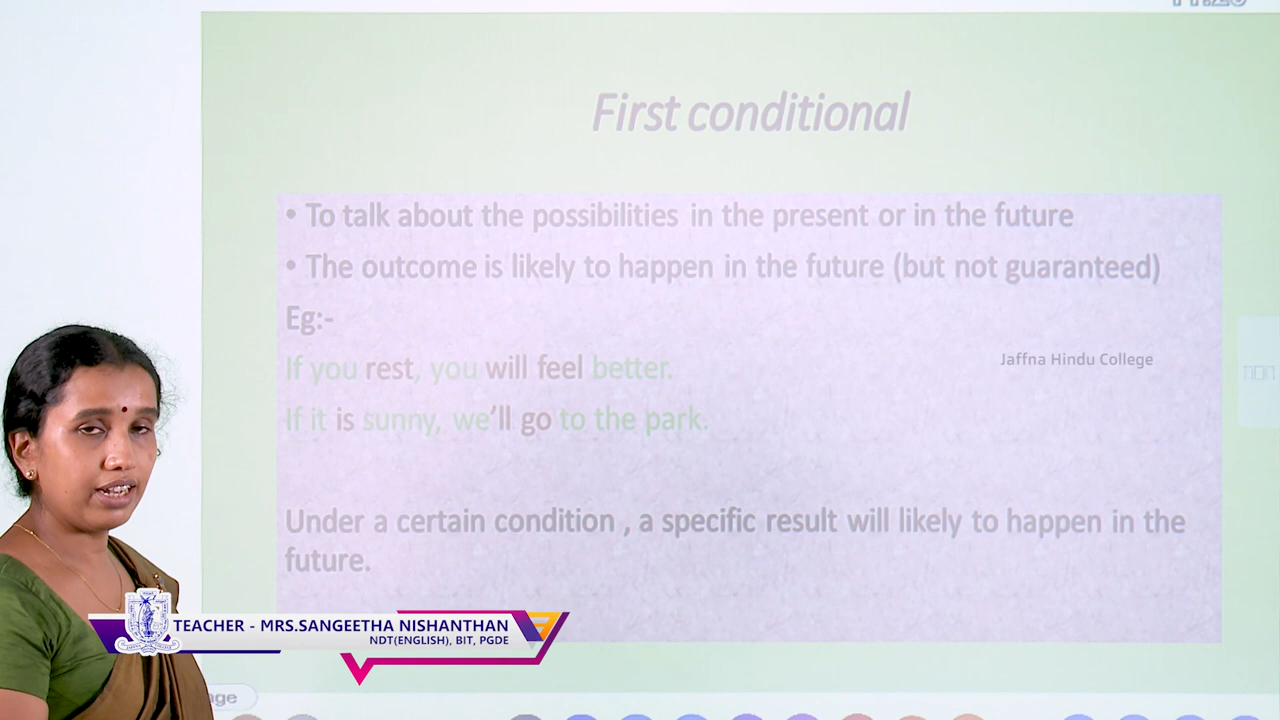 First conditional
• To talk about the possibilities in the present or in the future
• The outcome is likely to happen in the future (but not guaranteed)
Eg:-
If you rest, you will feel better.
Jaffna Hindu College
If it is sunny, we'll go to the park.
Under a certain condition , a specific result will likely to happen in the
future.
TEACHER - MRS.SANGEETHA NISHANTHAN
NDT(ENGLISH), BIT, PGDE